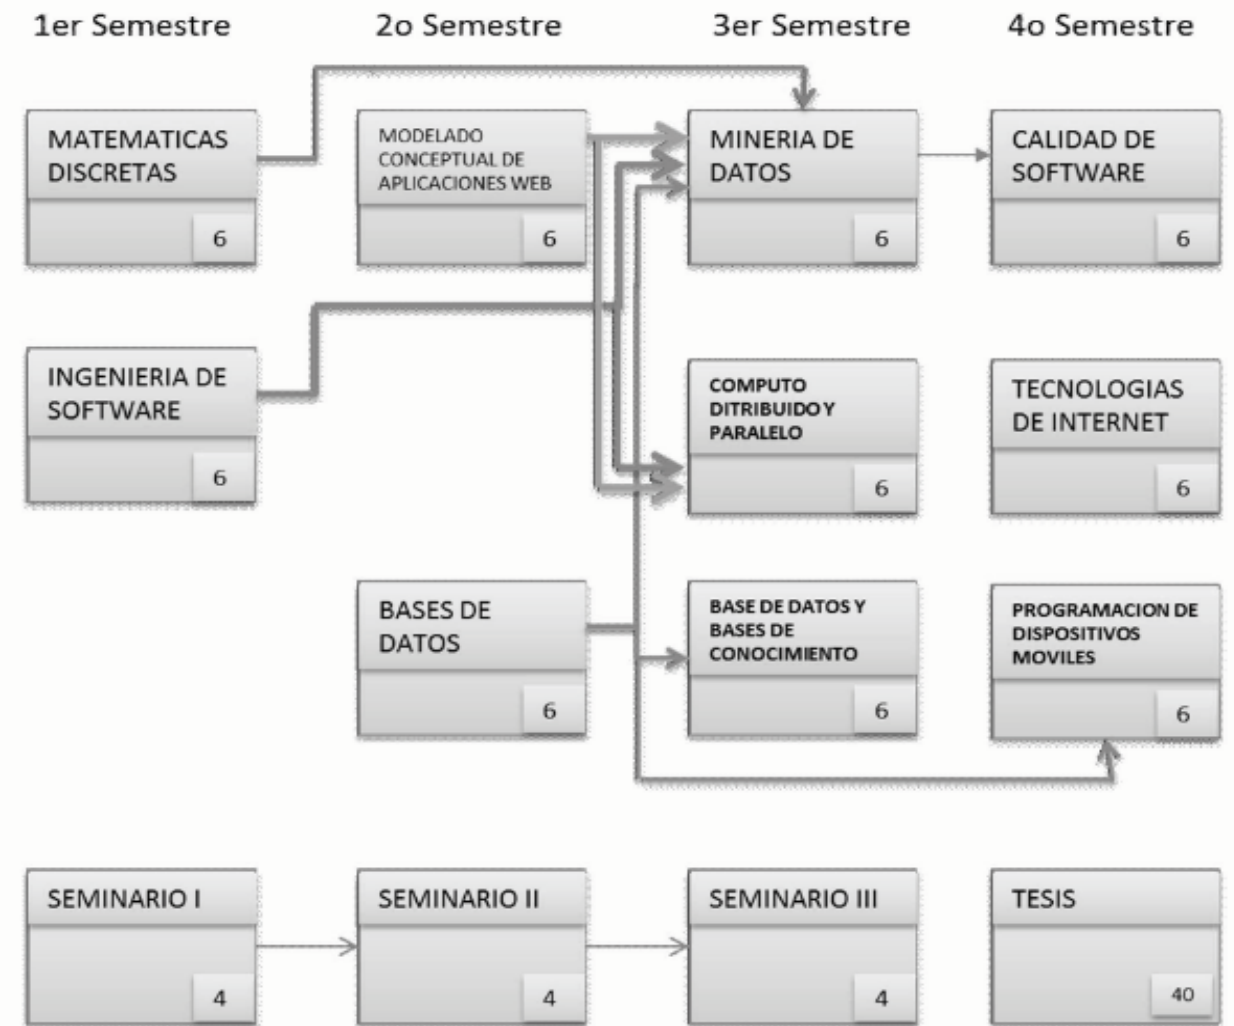 1er Semestre
2o Semestre
3er Semestre
4o Semestre
MATEMATICAS
DISCRETAS
6
MODELADO
CONCEPTUAL DE
APLICACIONES WEB
6
MINERIA DE
DATOS
6
CALIDAD DE
SOFTWARE
6
INGENIERIA DE
SOFTWARE
6
COMPUTO
DITRIBUIDO Y
PARALELO
6
TECNOLOGIAS
DE INTERNET
6
BASES DE
DATOS
6
BASE DE DATOS Y
BASES DE
CONOCIMIENTO
6
PROGRAMACION DE
DISPOSITIVOS
MOVILES
6
SEMINARIO I
4
SEMINARIO II
4
SEMINARIO III
4
TESIS
40